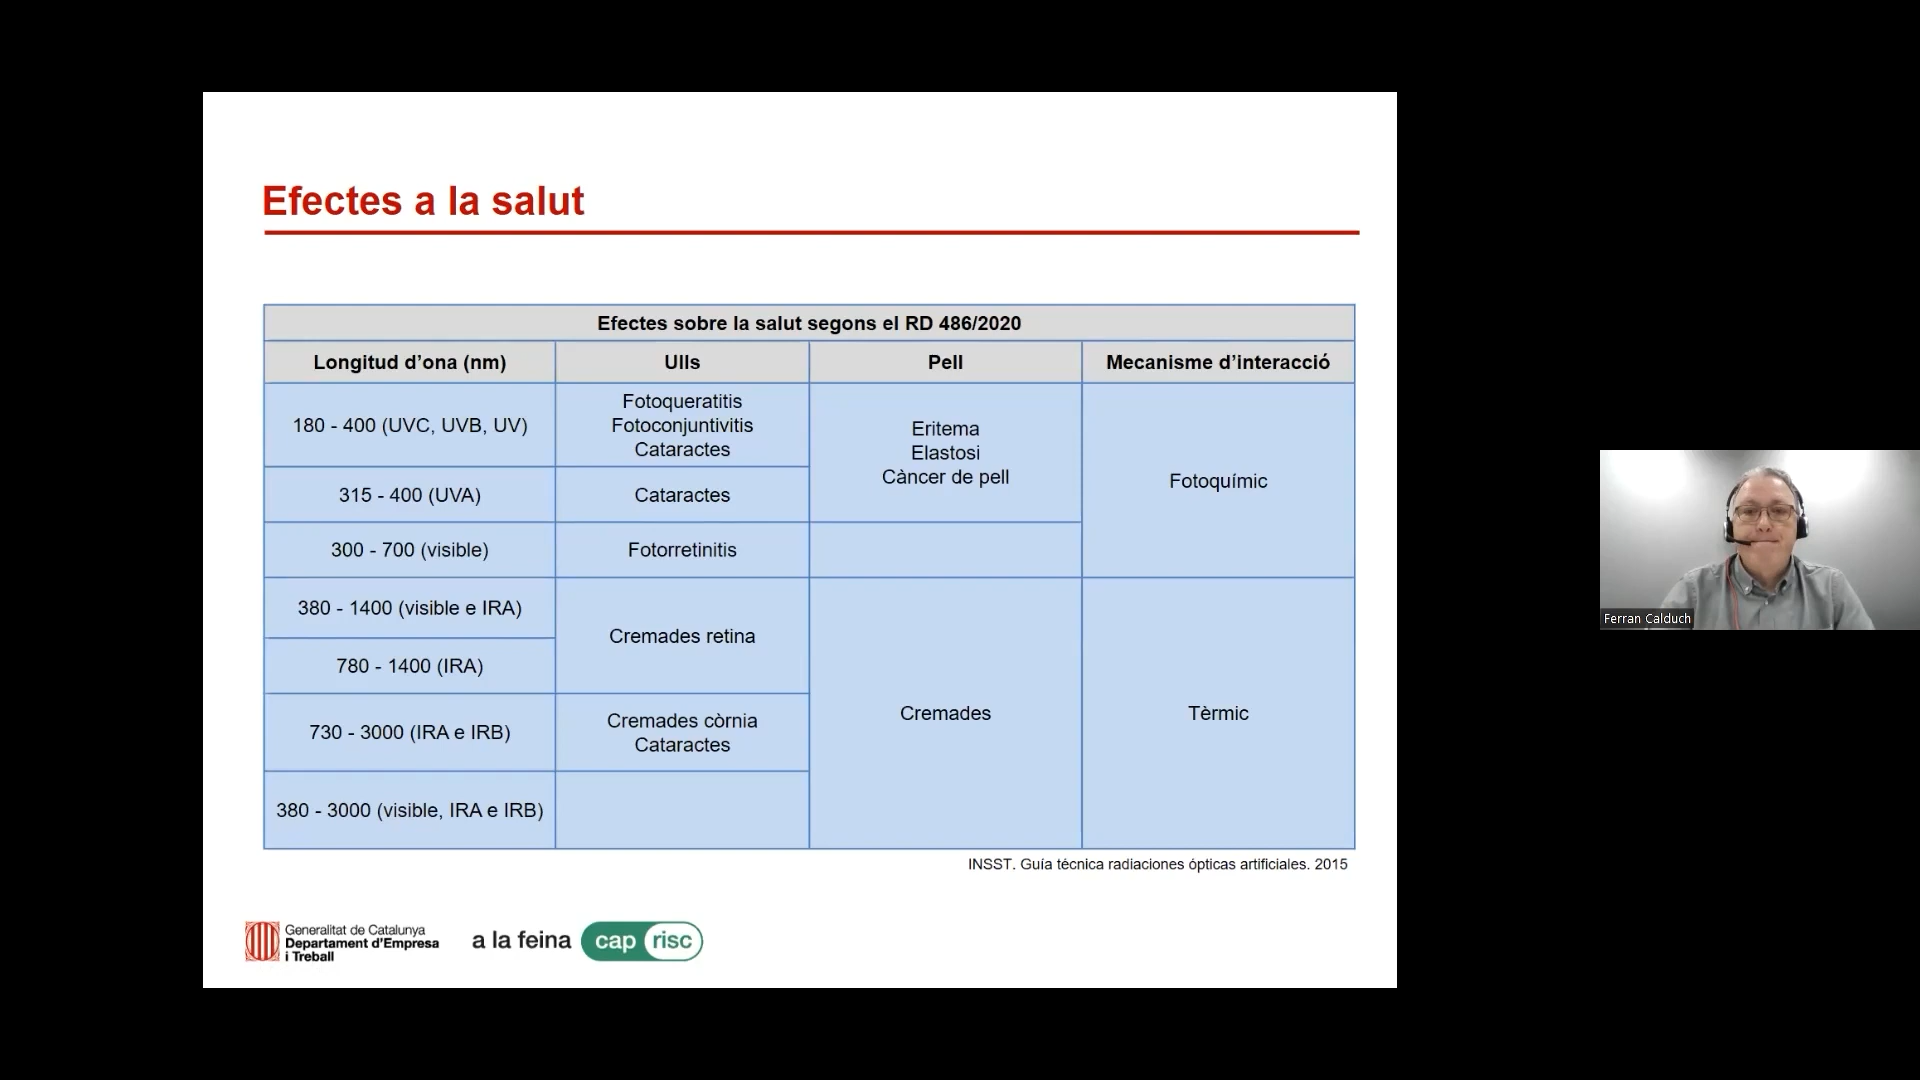 Efectes a la salut
Efectes sobre la salut segons el RD 486/2020
Longitud d’ona (nm) Ulls Pell Mecanisme d’interacció
180 - 400 (UVC, UVB, UV)
Fotoqueratitis
Fotoconjuntivitis
Cataractes
Eritema
Elastosi
Càncer de pell
Fotoquímic
315 - 400 (UVA)
Cataractes
300 - 700 (visible)
Fotorretinitis
380 - 1400 (visible e IRA)
Cremades retina
Cremades
Tèrmic
780 - 1400 (IRA)
730 - 3000 (IRA e IRB)
Cremades còrnia
Cataractes
380 - 3000 (visible, IRA e IRB)
INSST. Guía técnica radiaciones ópticas artificiales. 2015
Generalitat de Catalunya
Departament d’Empresa
i Treball
a la feina cap risc
Ferran Calduch